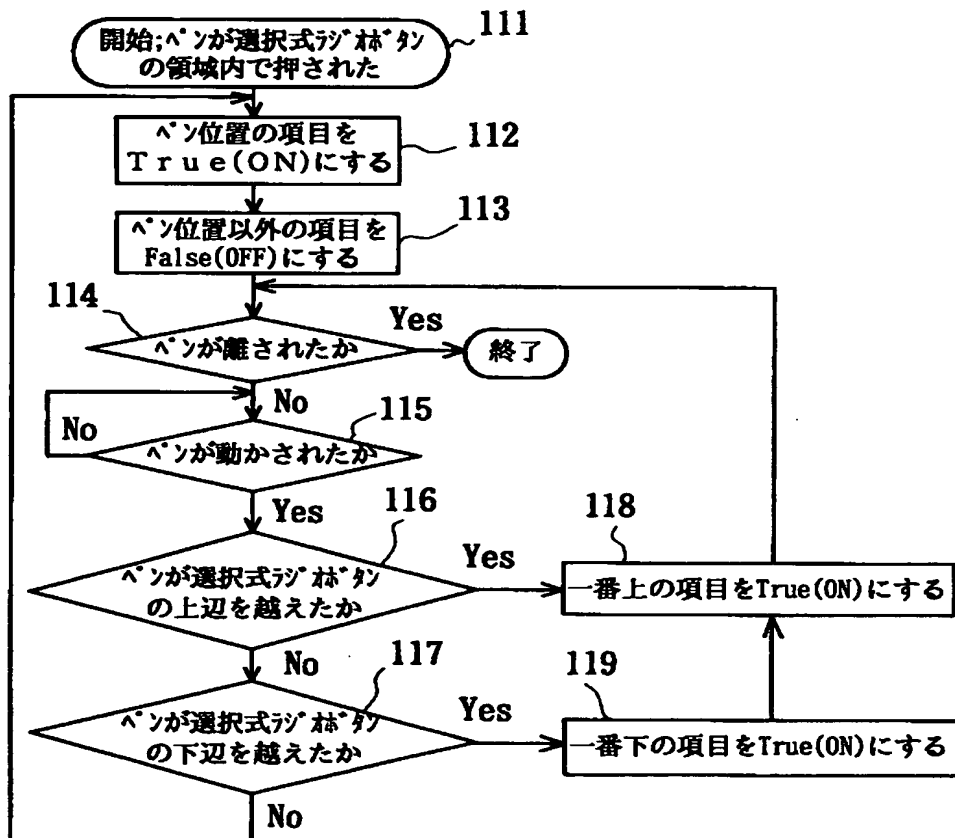 開始;ペンが選択式ラジオボタン
の領域内で押された
111
ペン位置の項目を
True(ON)にする
112
ペン位置以外の項目を
False(OFF)にする
113
114
ペンが離されたか
Yes
終了
No
115
No
ペンが動かされたか
Yes
116
ペンが選択式ラジオボタン
の上辺を越えたか
Yes
118
一番上の項目をTrue(ON)にする
No
117
ペンが選択式ラジオボタン
の下辺を越えたか
Yes
119
一番下の項目をTrue(ON)にする
No